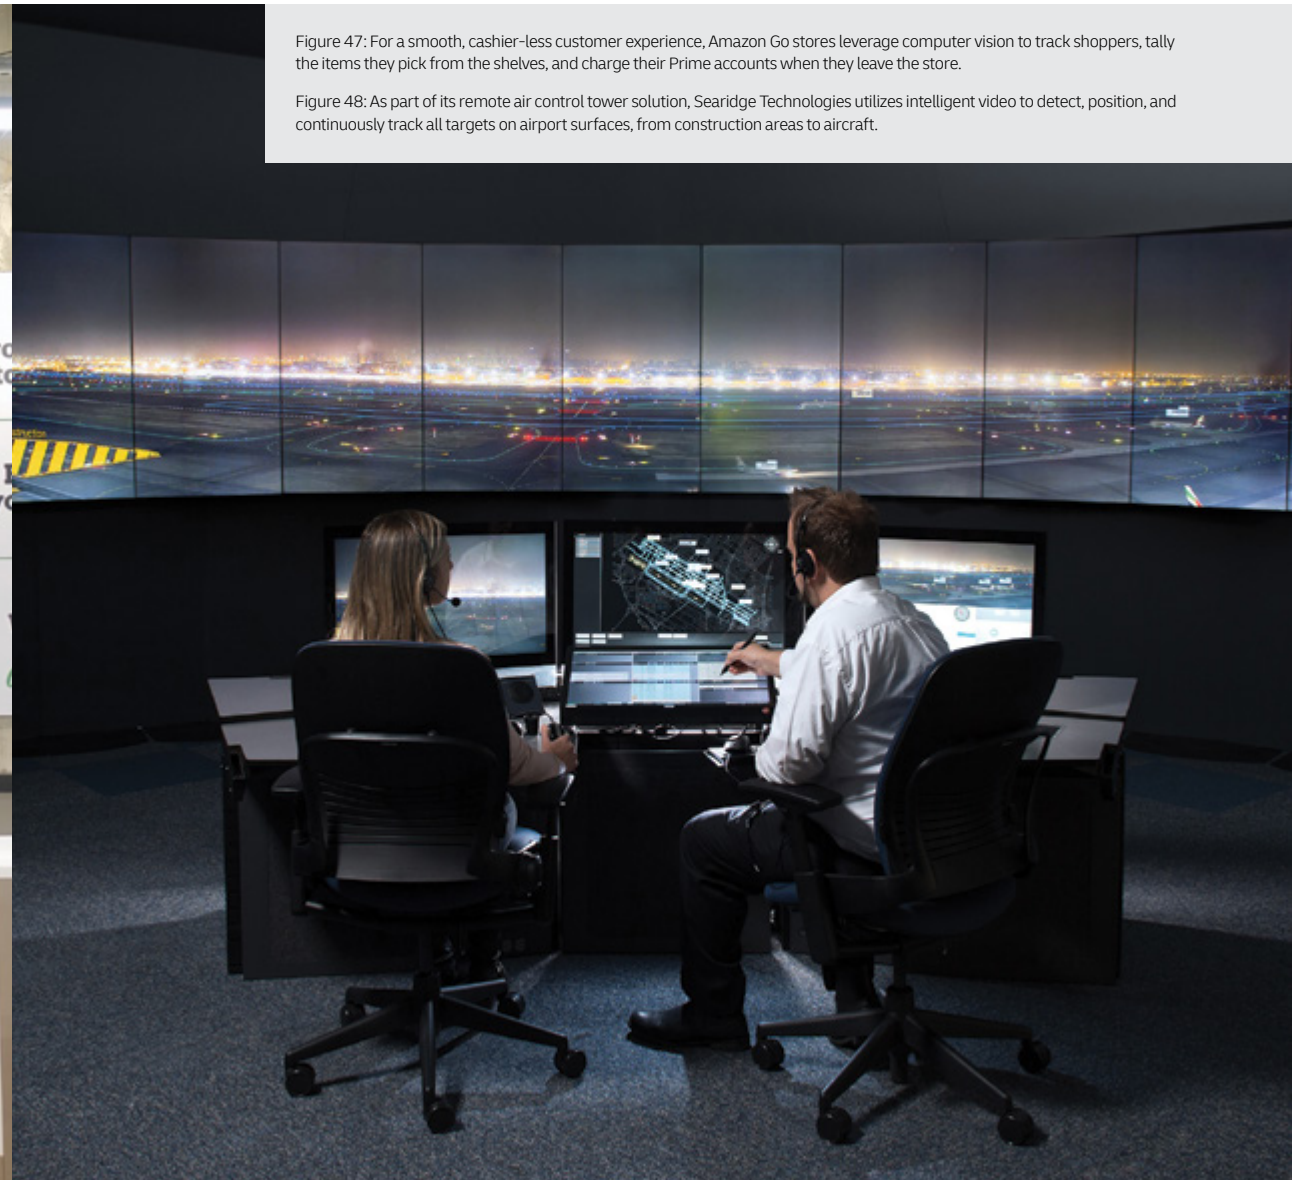 Figure 47: For a smooth, cashier-less customer experience, Amazon Go stores leverage computer vision to track shoppers, tally
the items they pick from the shelves, and charge their Prime accounts when they leave the store.
Figure 48: As part of its remote air control tower solution, Searidge Technologies utilizes intelligent video to detect, position, and
continuously track all targets on airport surfaces, from construction areas to aircraft.